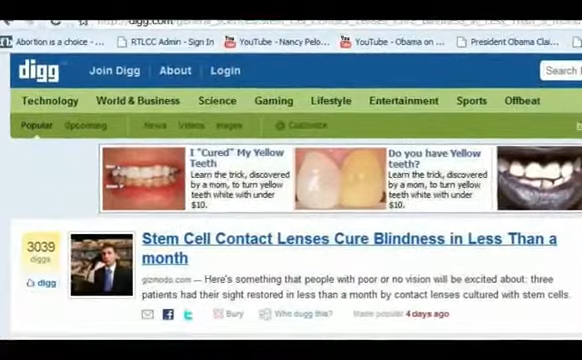 digg.com
Abortion is a choice - ... RTLCC Admin - Sign In YouTube - Nancy Pelo... YouTube - Obama on ... President Obama Clai...
digg Join Digg About Login Search
Technology World & Business Science Gaming Lifestyle Entertainment Sports Offbeat
Popular Upcoming News Videos Images Customize
I "Cured" My Yellow
Teeth
Learn the trick, discovered
by a mom, to turn yellow
teeth white with under
$10.
Do you have Yellow
teeth?
Learn the trick, discovered
by a mom, to turn yellow
teeth white with under
$10.
3039
diggs
digg
Stem Cell Contact Lenses Cure Blindness in Less Than a
month
gizmodo.com — Here's something that people with poor or no vision will be excited about: three
patients had their sight restored in less than a month by contact lenses cultured with stem cells.
Bury Who dugg this? Made popular 4 days ago